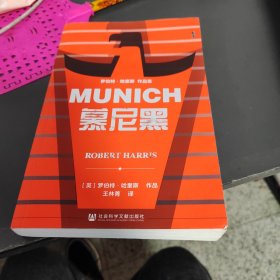 罗伯特·哈里斯 作品集
MUNICH
慕尼黑
ROBERT HARRIS
[英] 罗伯特·哈里斯 作品
王林菁 译
社会科学文献出版社